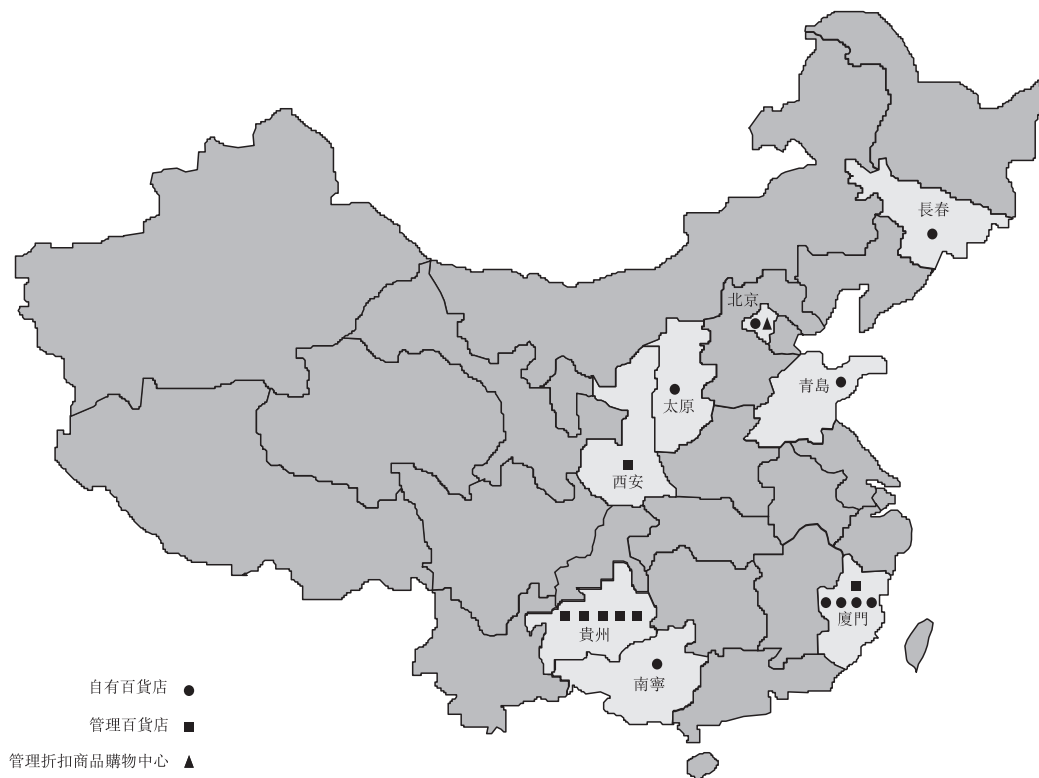 長春
北京
青島
太原
西安
廈門
貴州
南寧
自有百貨店
管理百貨店
管理折扣商品購物中心